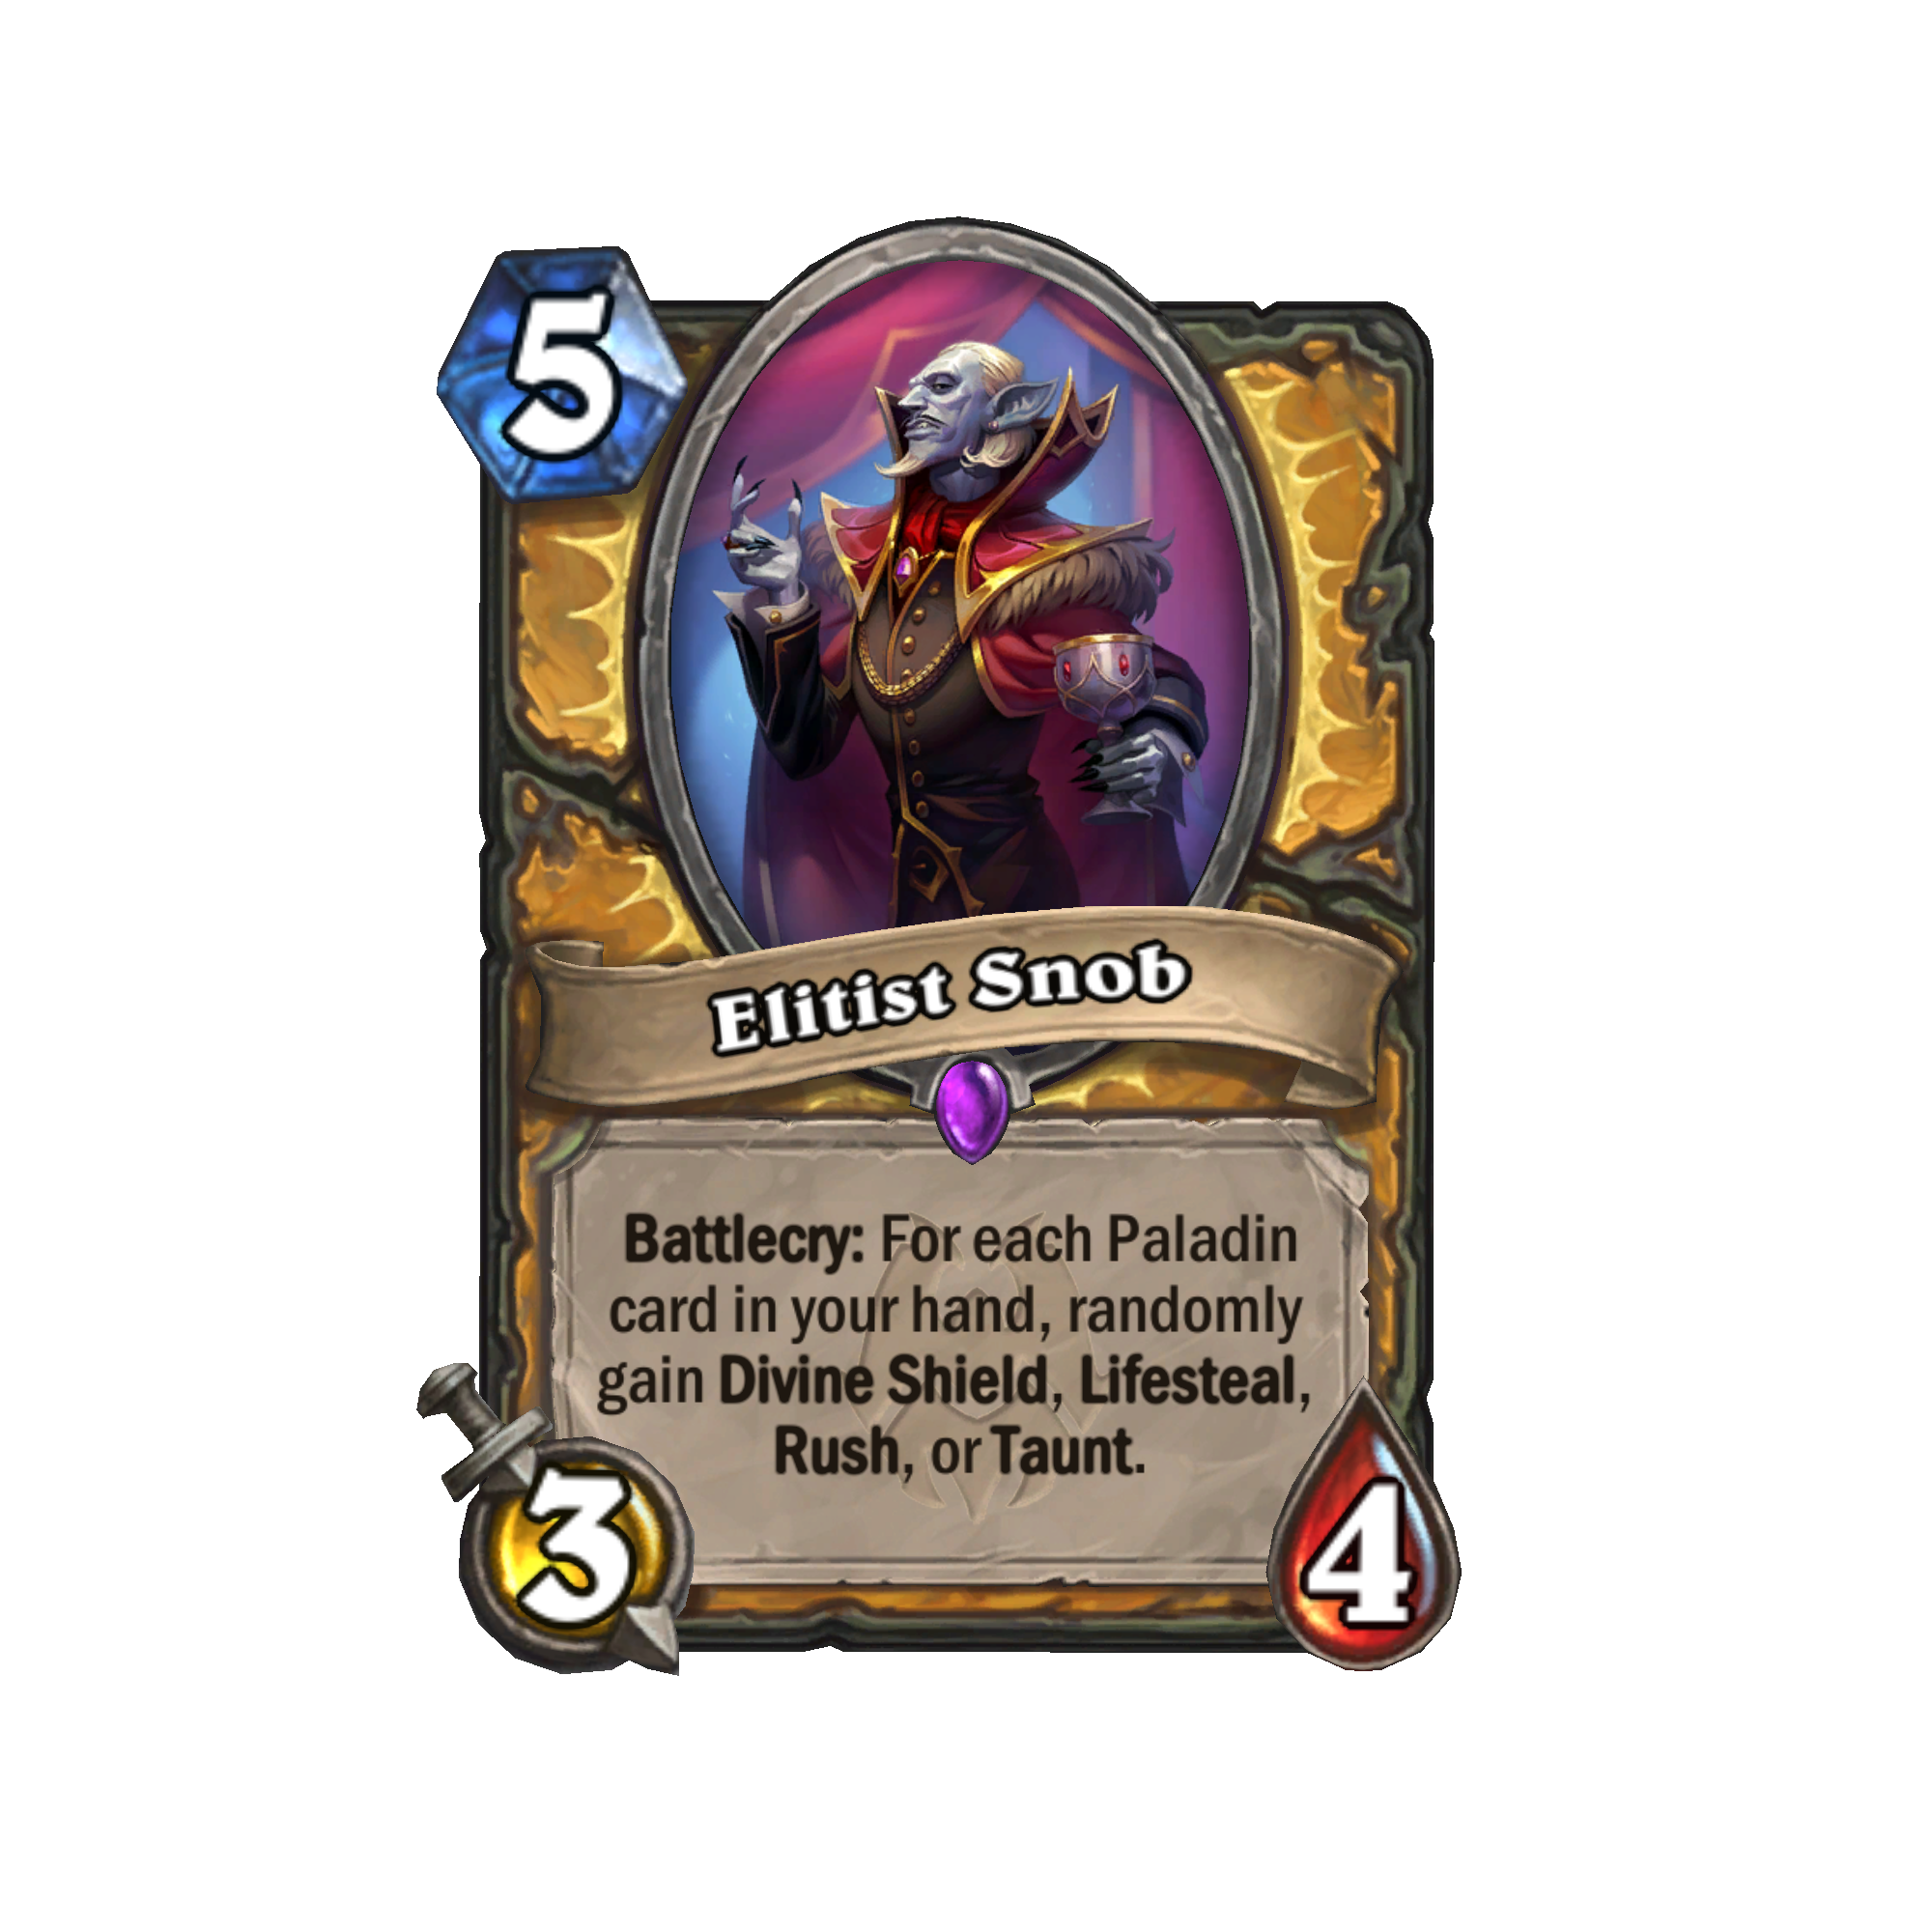 5
Elitist Snob
Battlecry: For each Paladin
card in your hand, randomly
gain Divine Shield, Lifesteal,
Rush, or Taunt.
3
4